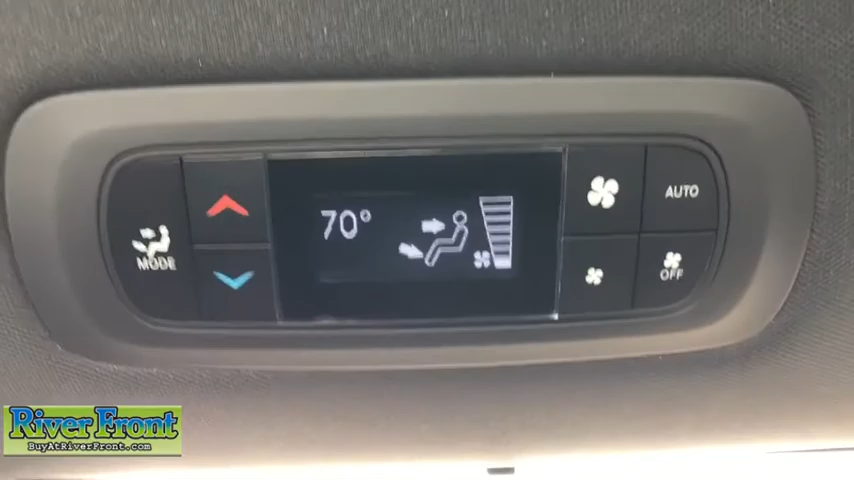 MODE
70°
AUTO
OFF
River Front
BuyAtRiverFront.com